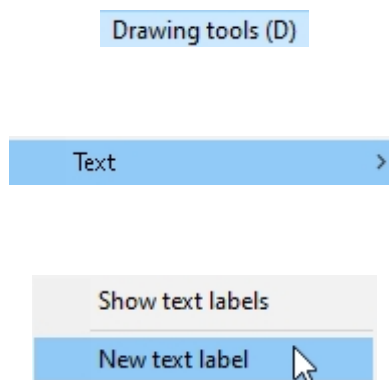 Drawing tools (D)
Text
Show text labels
New text label